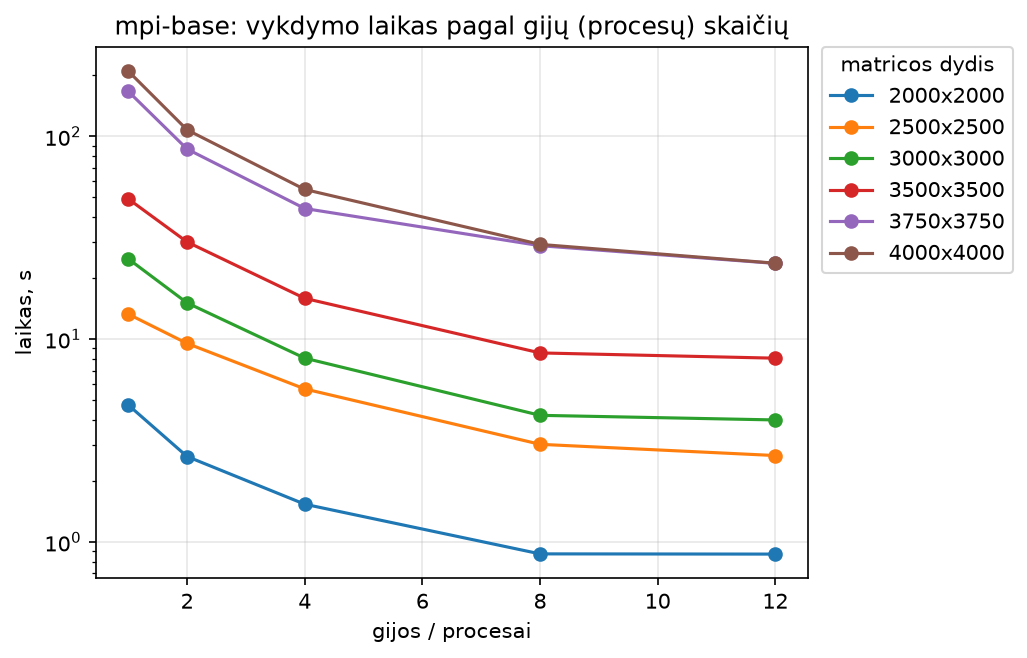 mpi-base: vykdymo laikas pagal gijų (procesų) skaičių
matricos dydis
2000x2000
2500x2500
3000x3000
3500x3500
3750x3750
4000x4000
10²
10¹
10⁰
laikas, s
2 4 6 8 10 12
gijos / procesai